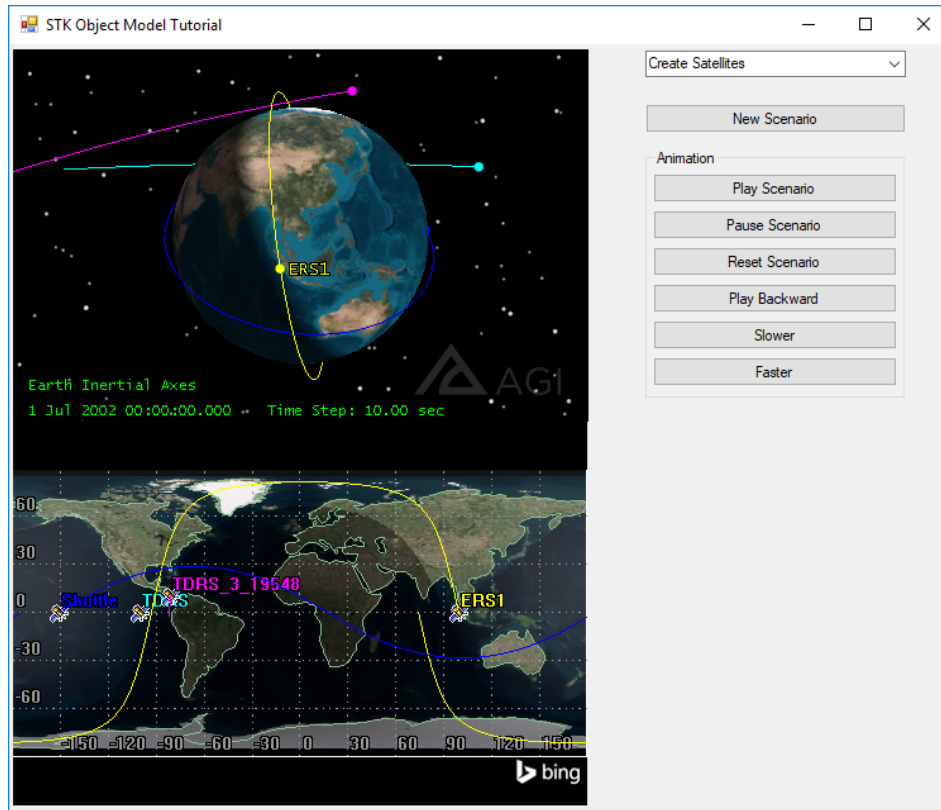 STK Object Model Tutorial
Create Satellites
New Scenario
Animation
Play Scenario
Pause Scenario
Reset Scenario
Play Backward
Slower
Faster
ERS1
AGI
Earth Inertial Axes
1 Jul 2002 00:00:00.000 Time Step: 10.00 sec
60
30
TDRS_3_19548
0
Shuttle
TDRS
ERS1
-30
-60
-150 -120 -90 -60 -30 0 30 60 90 120 150
bing